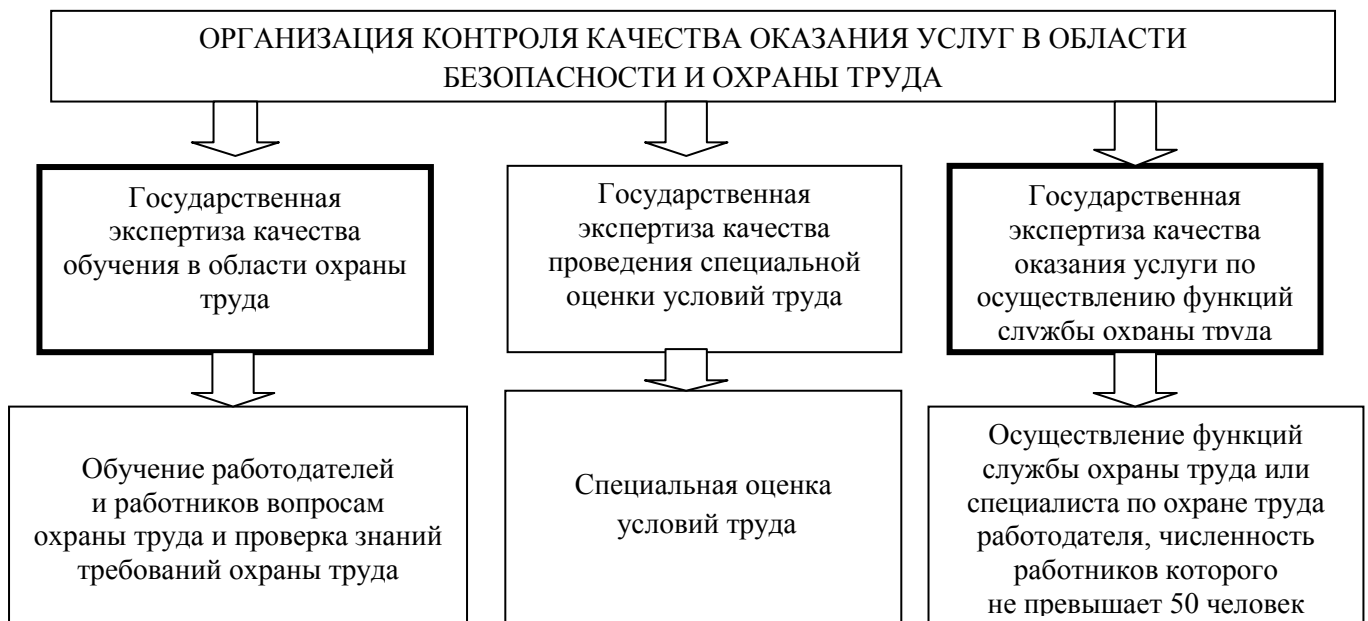 ОРГАНИЗАЦИЯ КОНТРОЛЯ КАЧЕСТВА ОКАЗАНИЯ УСЛУГ В ОБЛАСТИ
БЕЗОПАСНОСТИ И ОХРАНЫ ТРУДА
Государственная
экспертиза качества
обучения в области охраны
труда
Государственная
экспертиза качества
проведения специальной
оценки условий труда
Государственная
экспертиза качества
оказания услуги по
осуществлению функций
службы охраны труда
Обучение работодателей
и работников вопросам
охраны труда и проверка знаний
требований охраны труда
Специальная оценка
условий труда
Осуществление функций
службы охраны труда или
специалиста по охране труда
работодателя, численность
работников которого
не превышает 50 человек